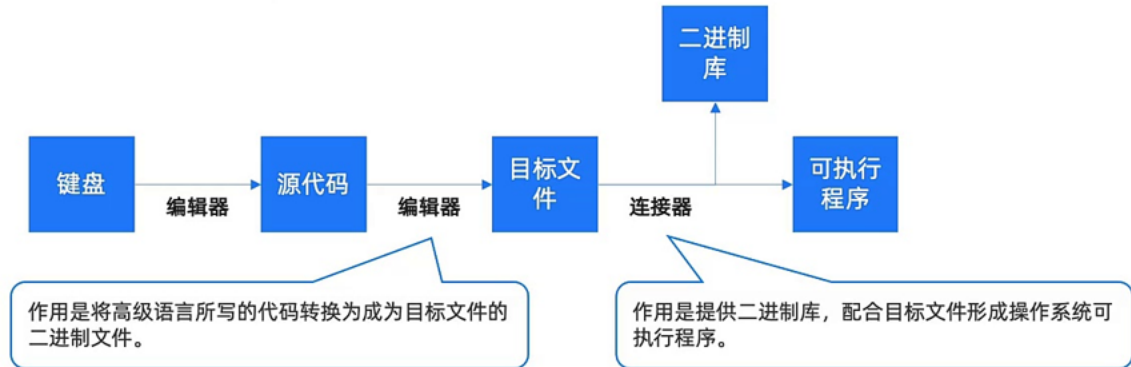 二进制
库
键盘
源代码
目标文
件
可执行
程序
编辑器
编辑器
连接器
作用是将高级语言所写的代码转换为成为目标文件的
二进制文件。
作用是提供二进制库，配合目标文件形成操作系统可
执行程序。